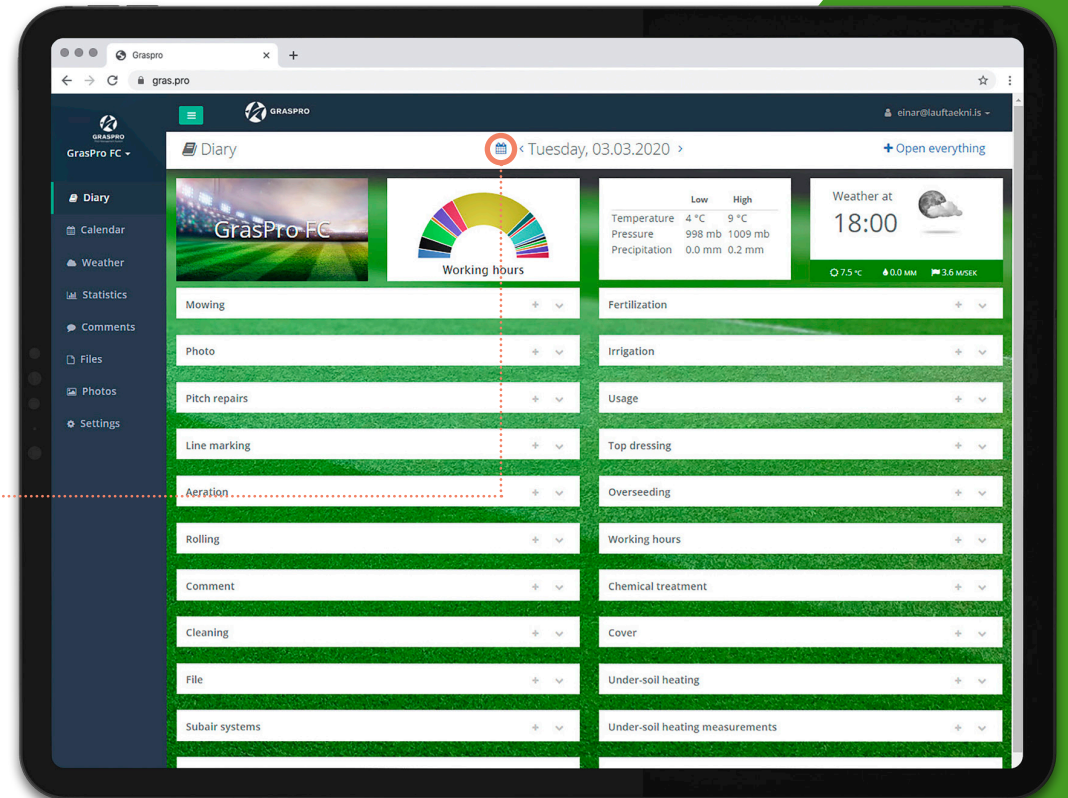 Graspro
gras.pro
GRASPRO
GRASPRO
einar@lauftaekni.is
GrasPro FC
Diary
Tuesday, 03.03.2020
Open everything
Diary
Calendar
Weather
Statistics
Comments
Files
Photos
Settings
GrasPro FC
Working hours
Low High
Temperature 4 °C 9 °C
Pressure 998 mb 1009 mb
Precipitation 0.0 mm 0.2 mm
Weather at
18:00
7.5 °C 0.0 MM 3.6 M/SEK
Mowing
Fertilization
Photo
Irrigation
Pitch repairs
Usage
Line marking
Top dressing
Aeration
Overseeding
Rolling
Working hours
Comment
Chemical treatment
Cleaning
Cover
File
Under-soil heating
Subair systems
Under-soil heating measurements